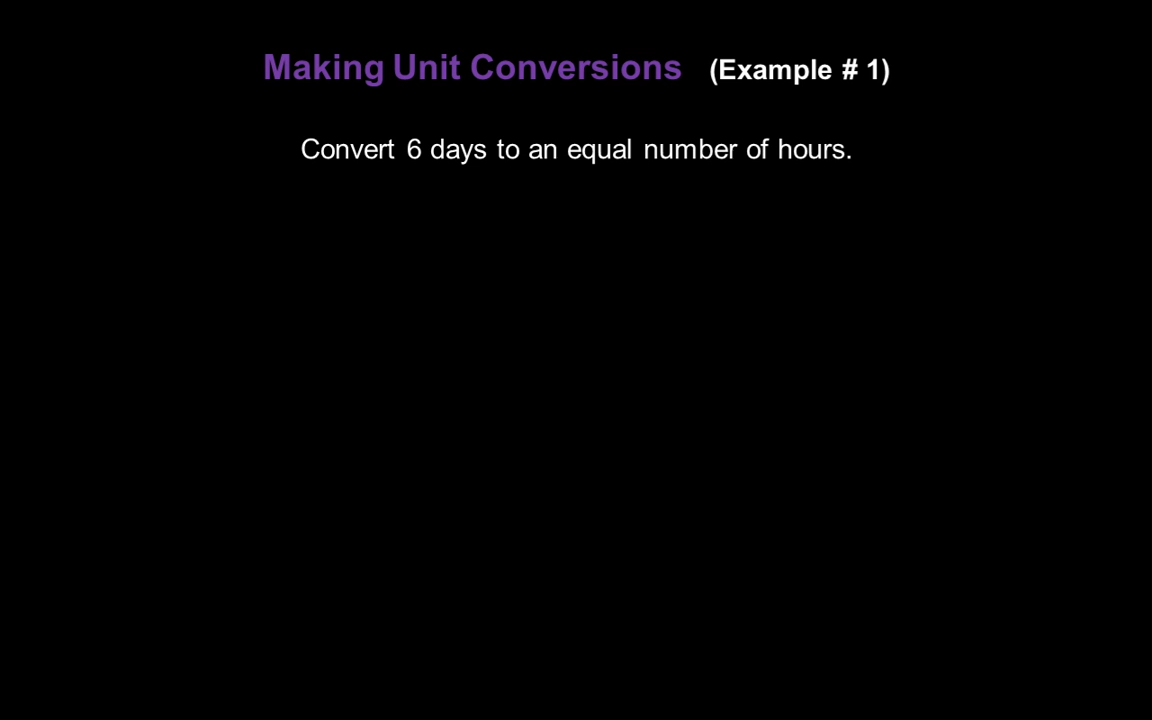 Making Unit Conversions (Example # 1)
Convert 6 days to an equal number of hours.